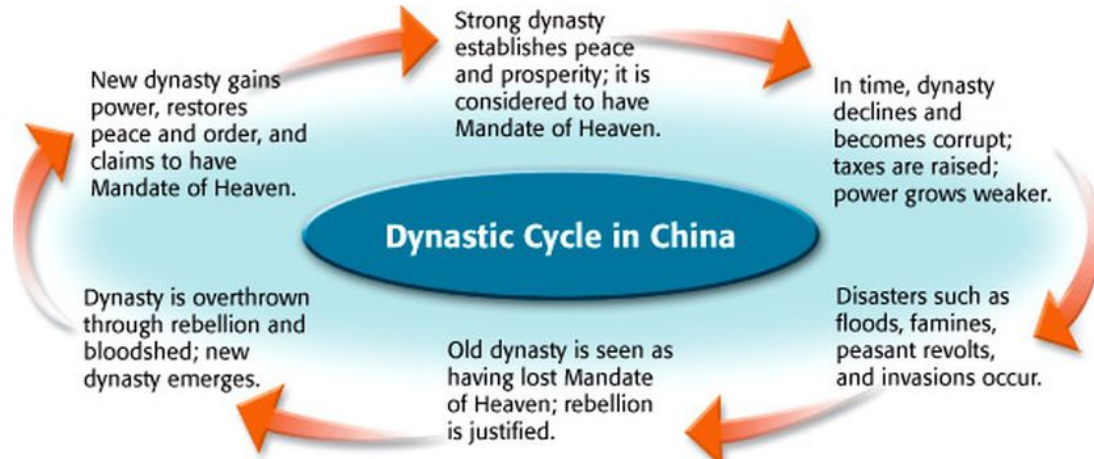 Strong dynasty
establishes peace
and prosperity; it is
considered to have
Mandate of Heaven.
In time, dynasty
declines and
becomes corrupt;
taxes are raised;
power grows weaker.
Disasters such as
floods, famines,
peasant revolts,
and invasions occur.
Old dynasty is seen as
having lost Mandate
of Heaven; rebellion
is justified.
Dynasty is overthrown
through rebellion and
bloodshed; new
dynasty emerges.
New dynasty gains
power, restores
peace and order, and
claims to have
Mandate of Heaven.
Dynastic Cycle in China